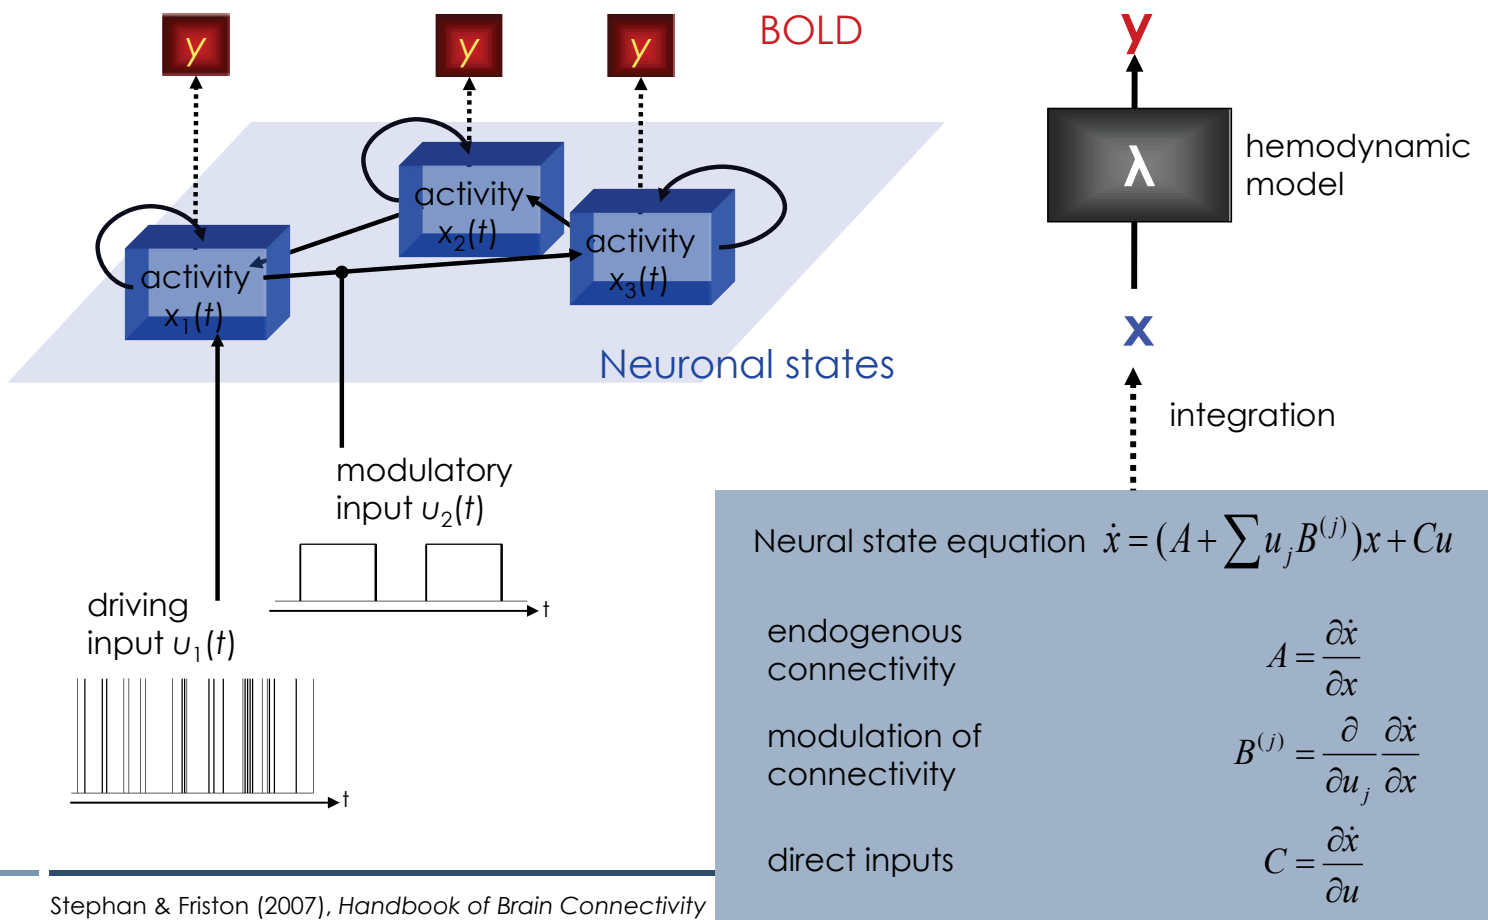 y
y
y
BOLD
y
λ
hemodynamic
model
activity
x₂(t)
activity
x₃(t)
activity
x₁(t)
x
Neuronal states
integration
modulatory
input u₂(t)
t
driving
input u₁(t)
t
Neural state equation ẋ = (A + ∑ uⱼ B⁽ʲ⁾)x + Cu
endogenous
connectivity
A = ∂ẋ/∂x
modulation of
connectivity
B⁽ʲ⁾ = ∂/∂uⱼ ∂ẋ/∂x
direct inputs
C = ∂ẋ/∂u
Stephan & Friston (2007), Handbook of Brain Connectivity